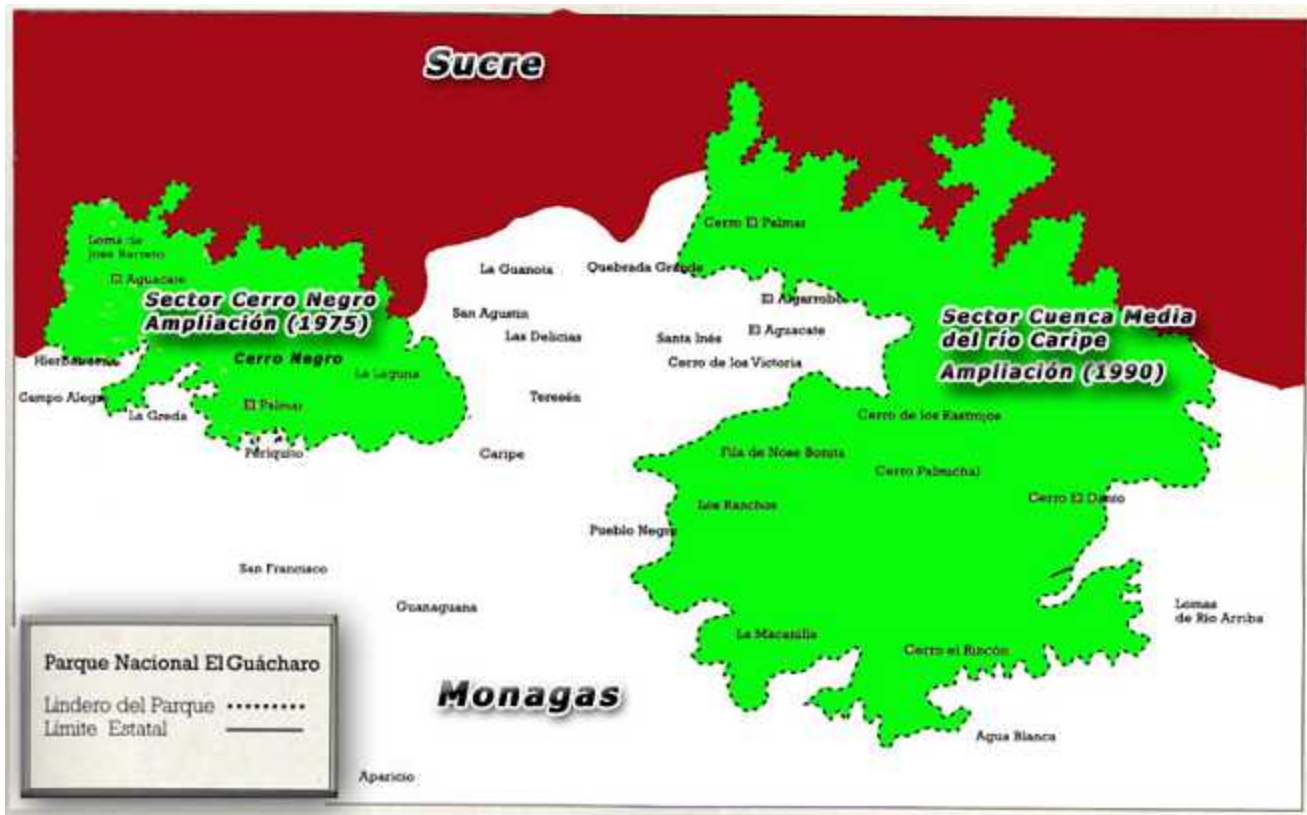 Sucre
Cerro El Palmar
Loma de
José Barreto
El Aguacate
La Guanota
Quebrada Grande
Sector Cerro Negro
Ampliación (1975)
El Algarrobo
San Agustín
Las Delicias
Santa Inés
El Aguacate
Sector Cuenca Media
del río Caripe
Ampliación (1990)
Cerro Negro
Cerro de los Victoria
La Laguna
Campo Alegre
El Palmar
La Greda
Teresén
Cerro de los Rastrojos
Periquito
Caripe
Fila de Nose Bonita
Cerro Palmichal
Los Ranchos
Cerro El Danto
Pueblo Negro
San Francisco
Guanaguana
Lomas
de Río Arriba
La Macanilla
Cerro el Rincón
Monagas
Agua Blanca
Aparicio
Parque Nacional El Guácharo
Lindero del Parque
Límite Estatal